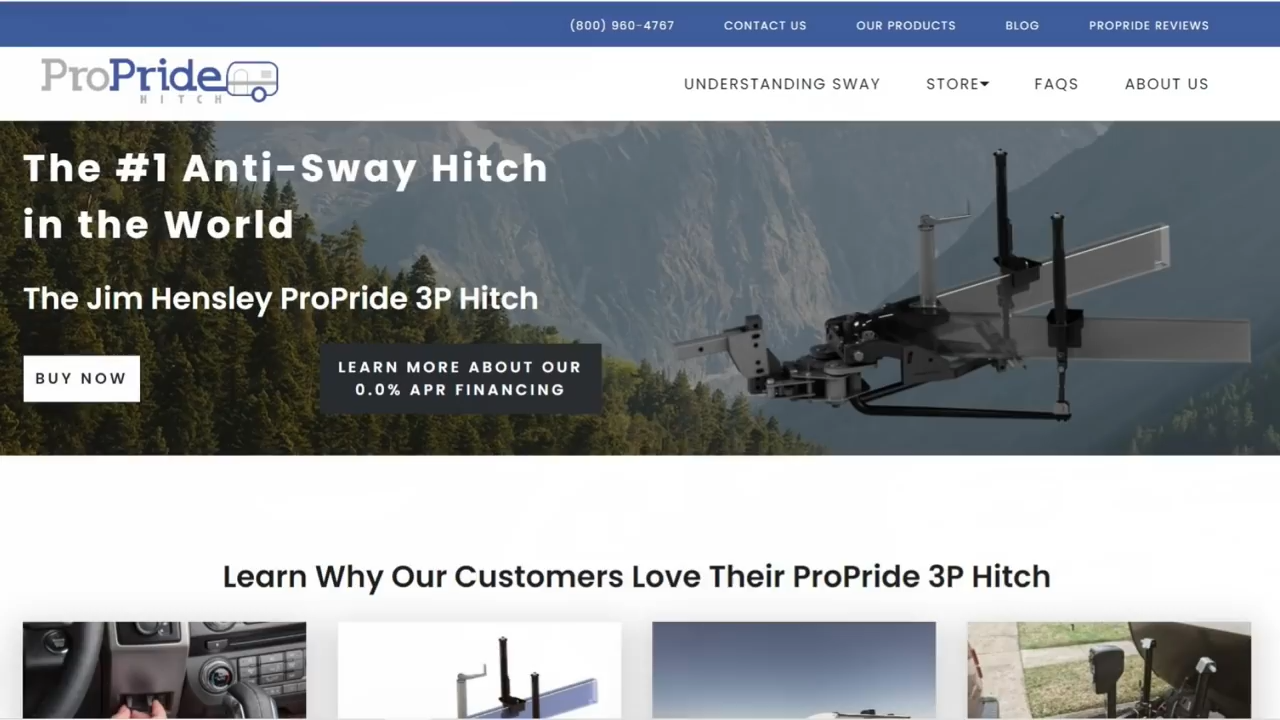 (800) 960-4767 CONTACT US OUR PRODUCTS BLOG PROPRIDE REVIEWS
ProPride
HITCH
UNDERSTANDING SWAY STORE FAQS ABOUT US
The #1 Anti-Sway Hitch
in the World
The Jim Hensley ProPride 3P Hitch
BUY NOW
LEARN MORE ABOUT OUR
0.0% APR FINANCING
Learn Why Our Customers Love Their ProPride 3P Hitch